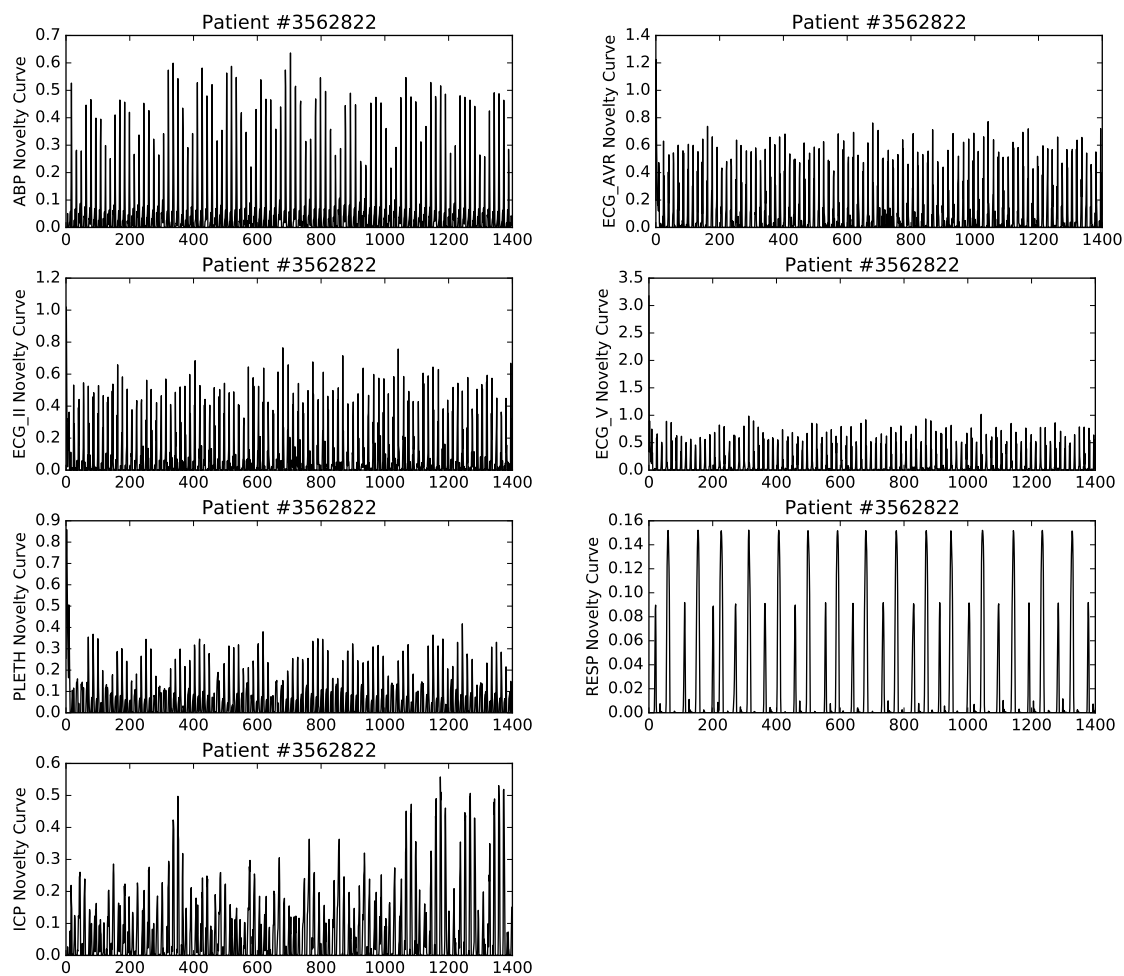 Patient #3562822
ABP Novelty Curve
0.7
0.6
0.5
0.4
0.3
0.2
0.1
0.0
0 200 400 600 800 1000 1200 1400
Patient #3562822
ECG_AVR Novelty Curve
1.4
1.2
1.0
0.8
0.6
0.4
0.2
0.0
0 200 400 600 800 1000 1200 1400
Patient #3562822
ECG_II Novelty Curve
1.2
1.0
0.8
0.6
0.4
0.2
0.0
0 200 400 600 800 1000 1200 1400
Patient #3562822
ECG_V Novelty Curve
3.5
3.0
2.5
2.0
1.5
1.0
0.5
0.0
0 200 400 600 800 1000 1200 1400
Patient #3562822
PLETH Novelty Curve
0.9
0.8
0.7
0.6
0.5
0.4
0.3
0.2
0.1
0.0
0 200 400 600 800 1000 1200 1400
Patient #3562822
RESP Novelty Curve
0.16
0.14
0.12
0.10
0.08
0.06
0.04
0.02
0.00
0 200 400 600 800 1000 1200 1400
Patient #3562822
ICP Novelty Curve
0.6
0.5
0.4
0.3
0.2
0.1
0.0
0 200 400 600 800 1000 1200 1400